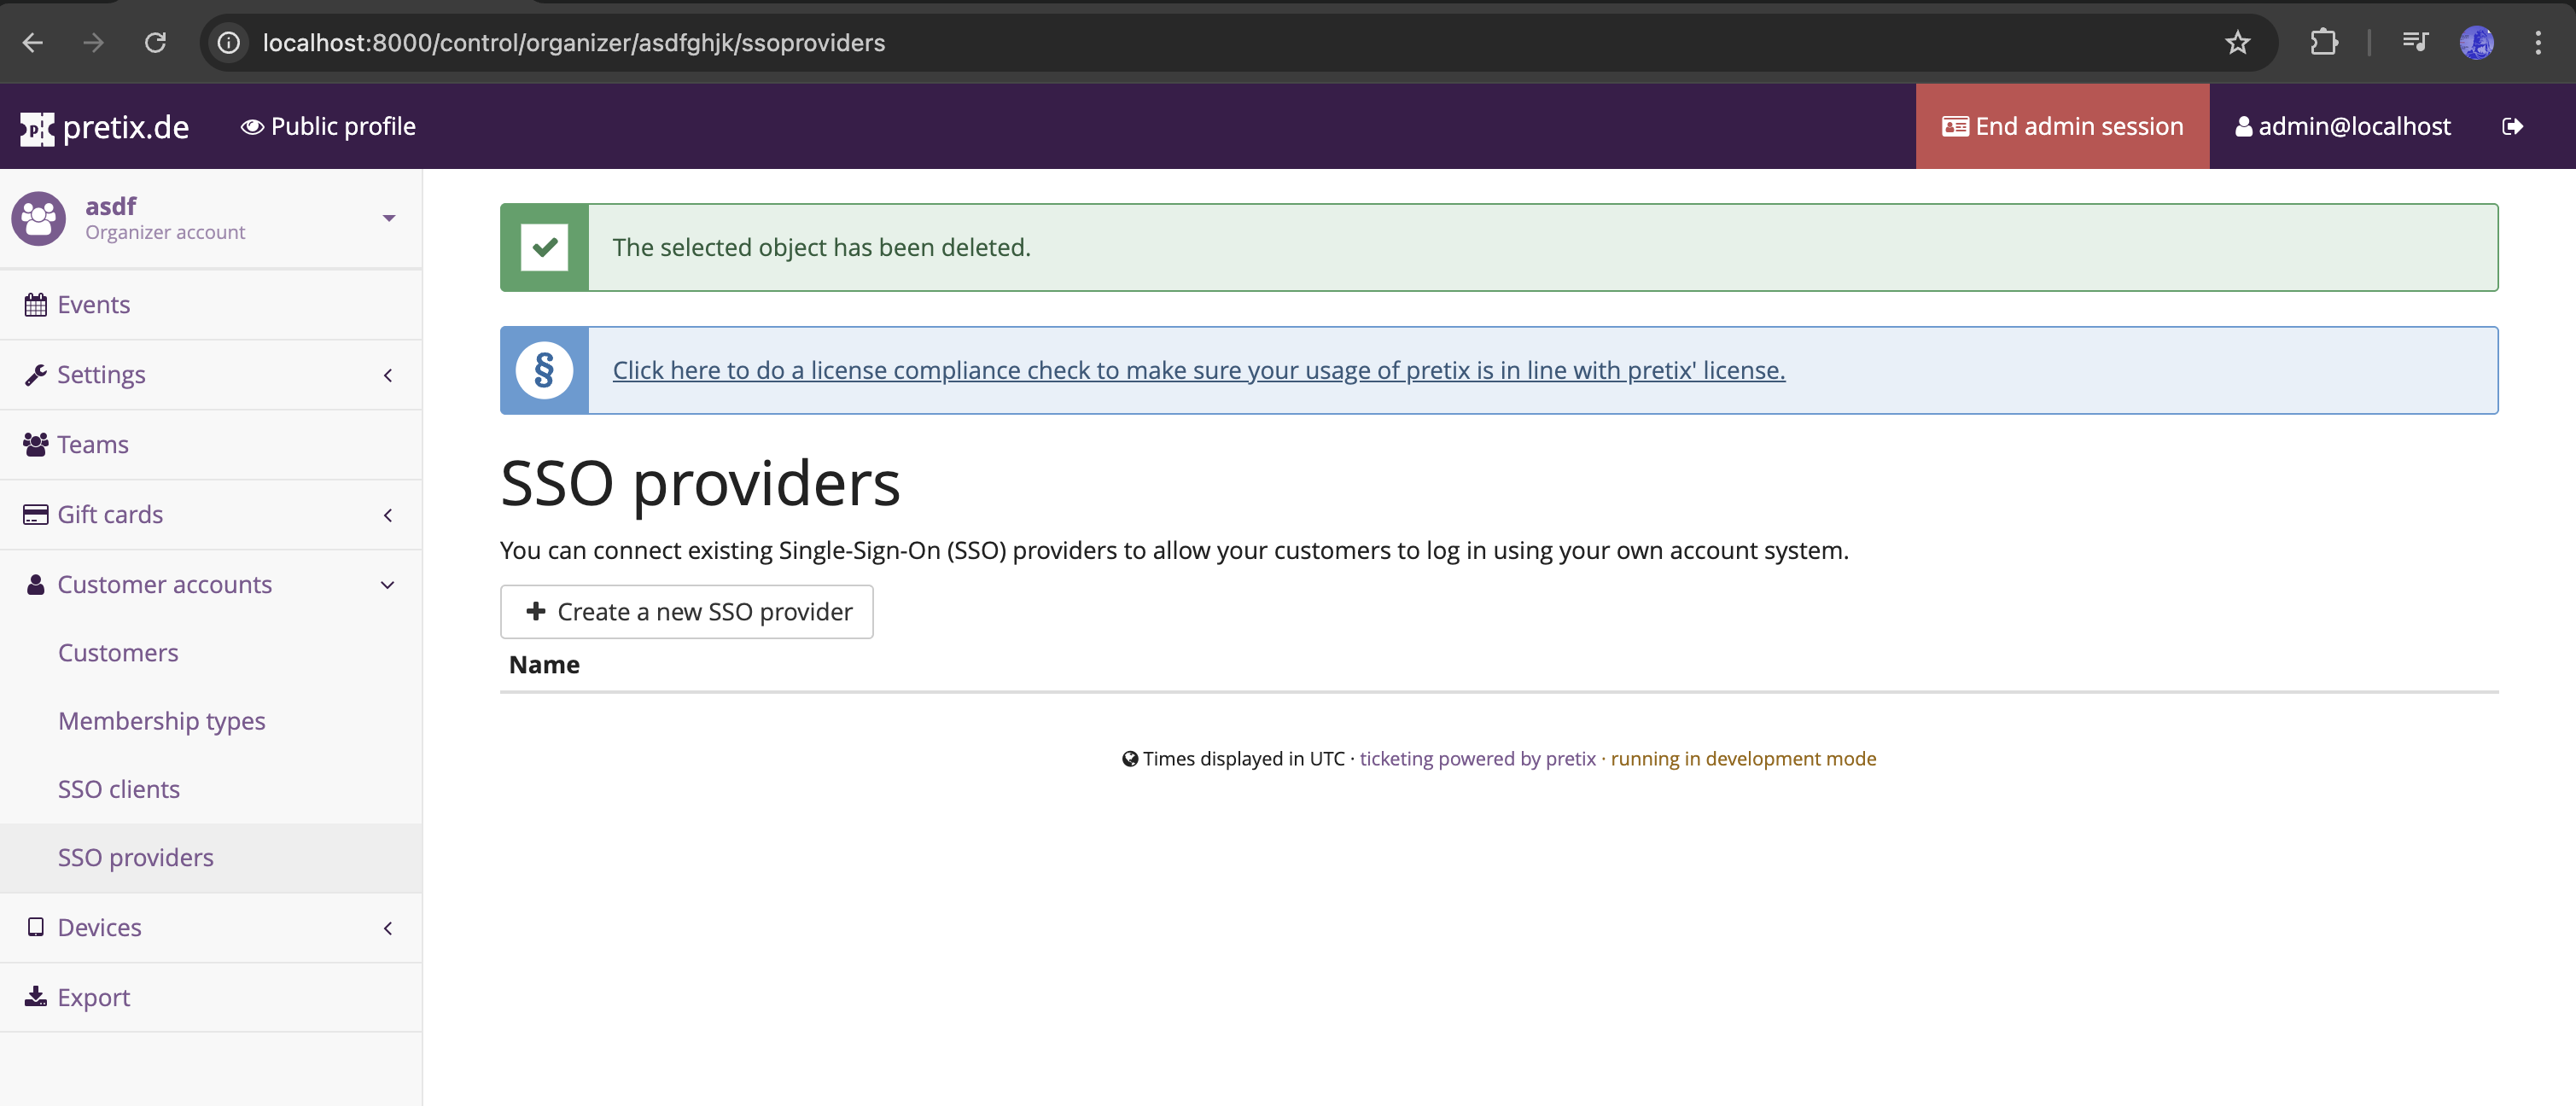 localhost:8000/control/organizer/asdfghjk/ssoproviders
pretix.de
Public profile
End admin session
admin@localhost
asdf
Organizer account
Events
Settings
Teams
Gift cards
Customer accounts
Customers
Membership types
SSO clients
SSO providers
Devices
Export
The selected object has been deleted.
§
Click here to do a license compliance check to make sure your usage of pretix is in line with pretix' license.
SSO providers
You can connect existing Single-Sign-On (SSO) providers to allow your customers to log in using your own account system.
Create a new SSO provider
Name
Times displayed in UTC · ticketing powered by pretix · running in development mode